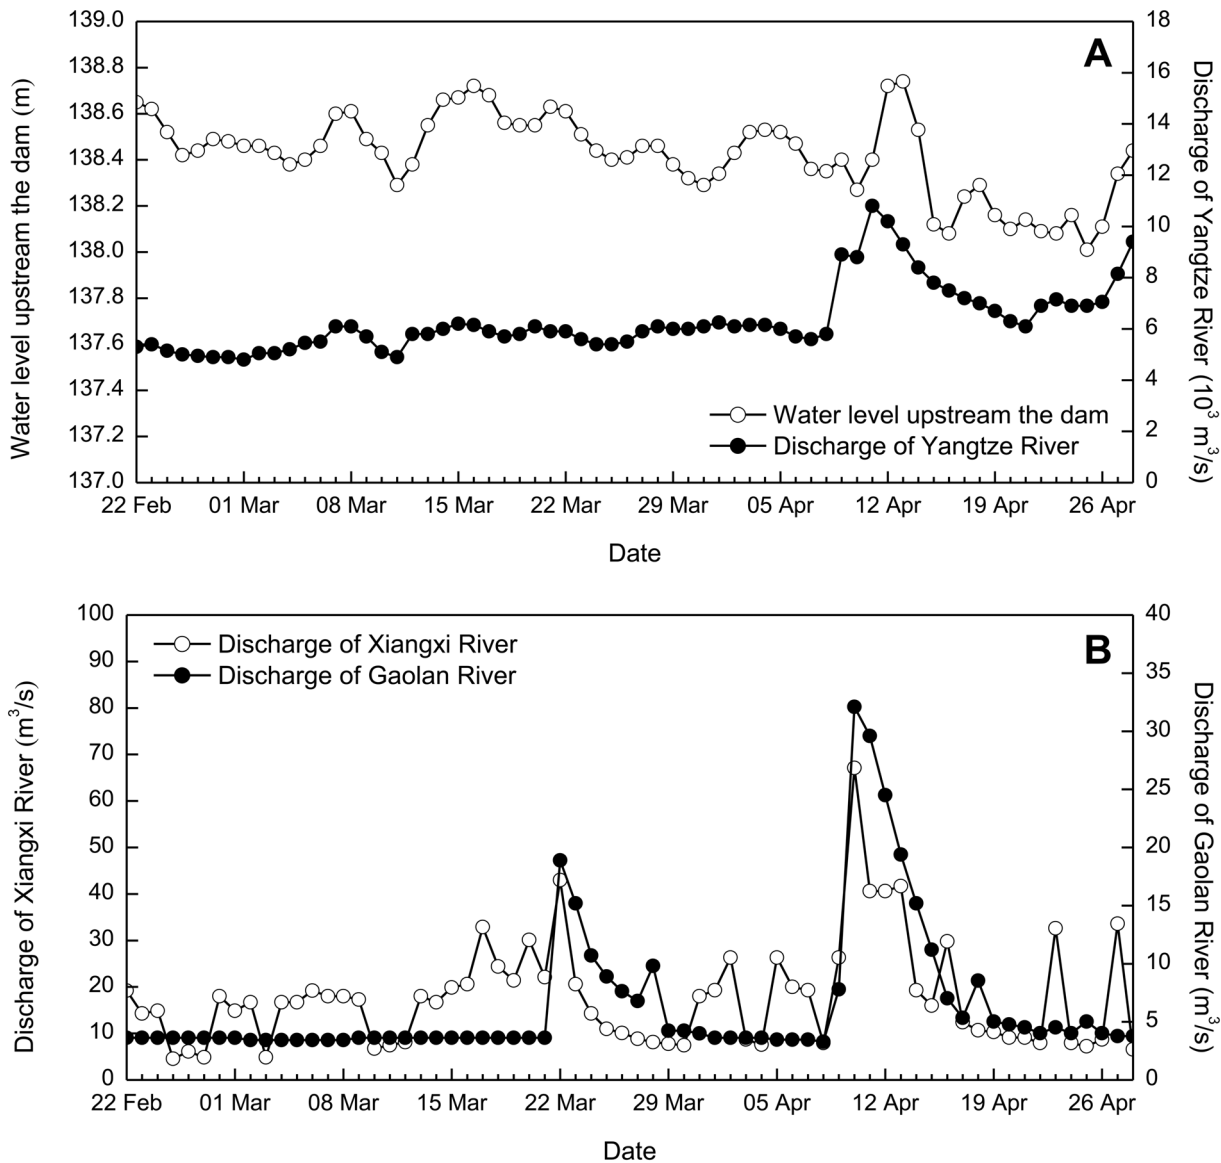 A
Water level upstream the dam (m)
139.0
138.8
138.6
138.4
138.2
138.0
137.8
137.6
137.4
137.2
137.0
Discharge of Yangtze River (10³ m³/s)
18
16
14
12
10
8
6
4
2
0
Water level upstream the dam
Discharge of Yangtze River
22 Feb 01 Mar 08 Mar 15 Mar 22 Mar 29 Mar 05 Apr 12 Apr 19 Apr 26 Apr
Date
B
Discharge of Xiangxi River (m³/s)
100
90
80
70
60
50
40
30
20
10
0
Discharge of Gaolan River (m³/s)
40
35
30
25
20
15
10
5
0
Discharge of Xiangxi River
Discharge of Gaolan River
22 Feb 01 Mar 08 Mar 15 Mar 22 Mar 29 Mar 05 Apr 12 Apr 19 Apr 26 Apr
Date